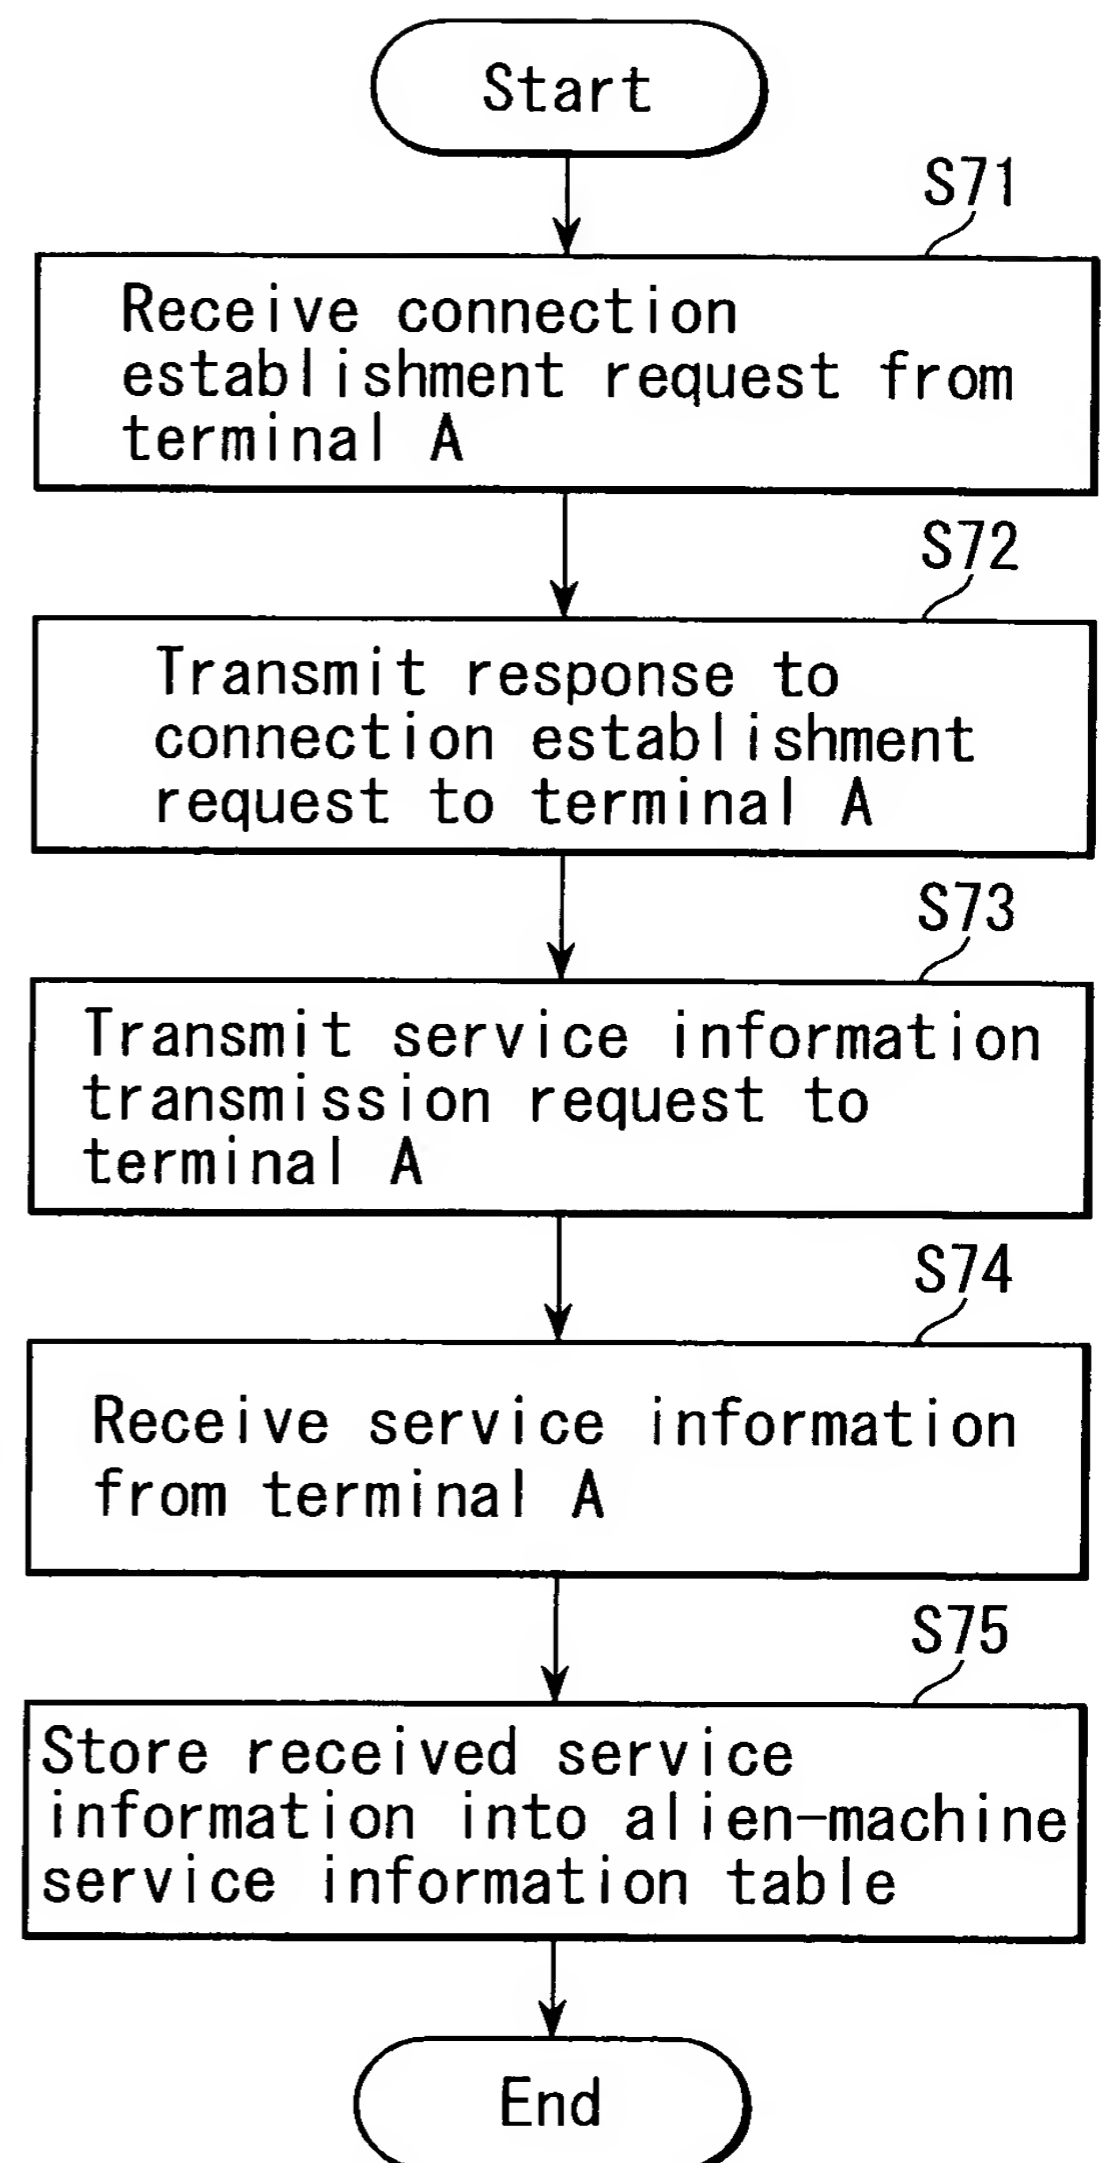 Start
S71
Receive connection
establishment request from
terminal A
S72
Transmit response to
connection establishment
request to terminal A
S73
Transmit service information
transmission request to
terminal A
S74
Receive service information
from terminal A
S75
Store received service
information into alien-machine
service information table
End